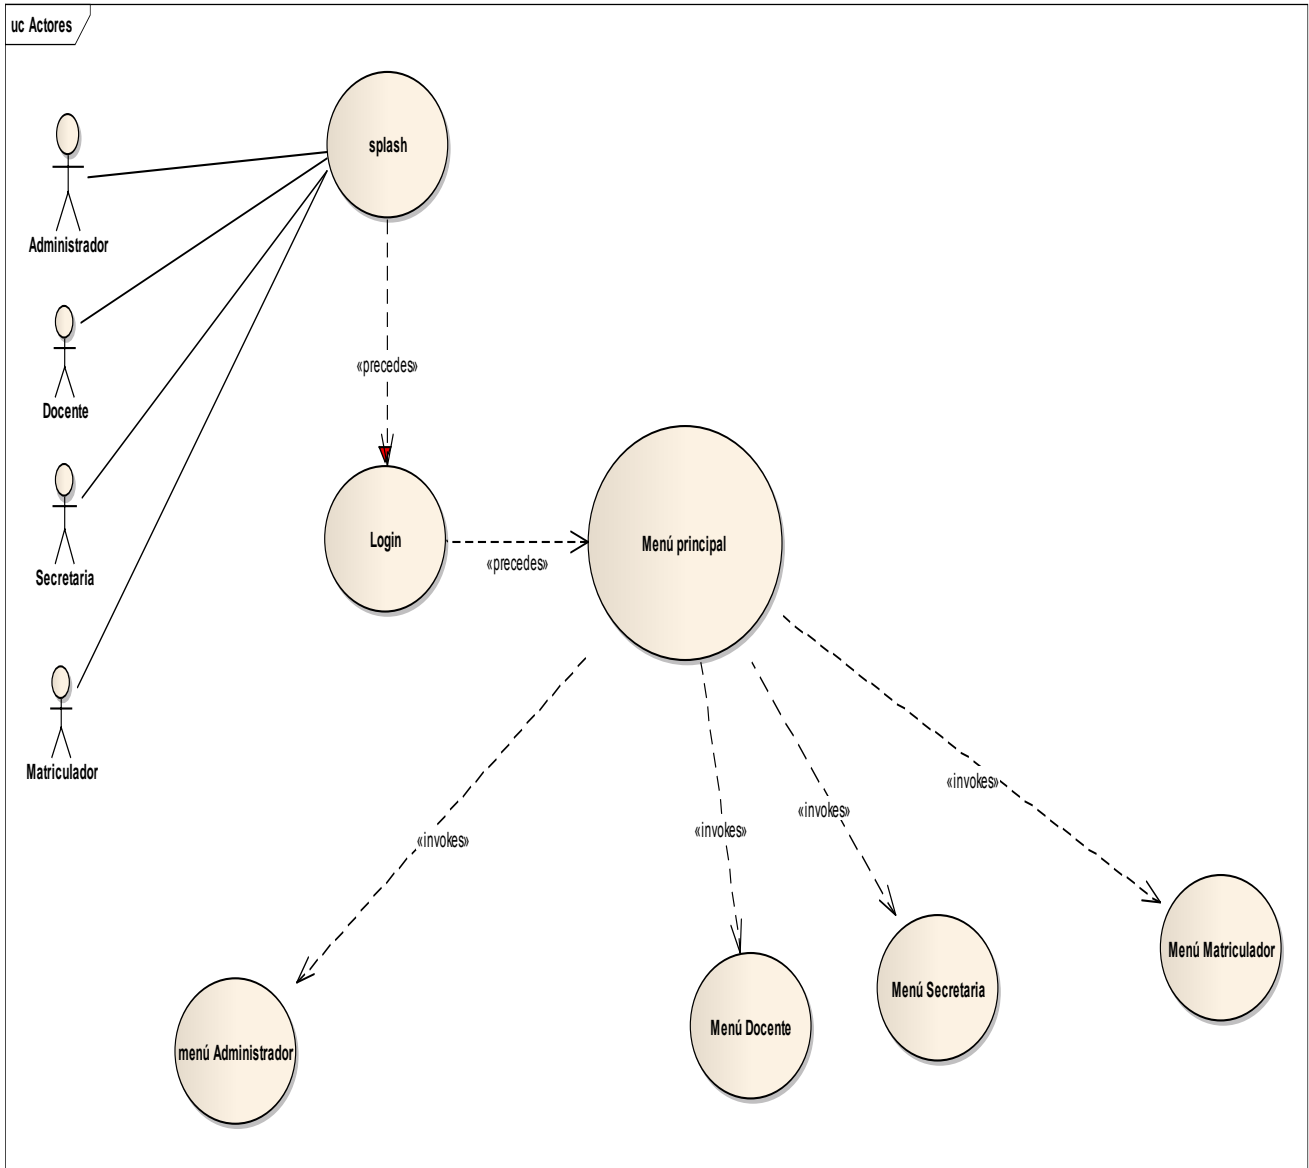 uc Actores
splash
Administrador
«precedes»
Docente
Login
Menú principal
«precedes»
Secretaria
Matriculador
«invokes»
«invokes»
«invokes»
«invokes»
Menú Matriculador
Menú Secretaria
Menú Docente
menú Administrador